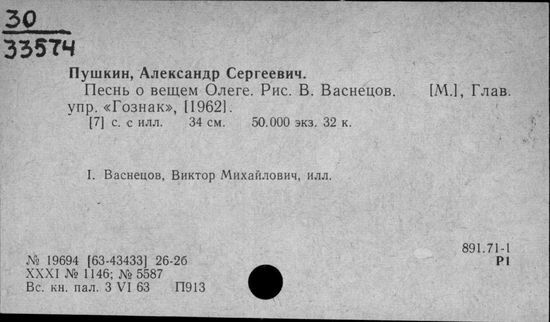 30
33574
Пушкин, Александр Сергеевич.
Песнь о вещем Олеге. Рис. В. Васнецов. [М.], Глав.
упр. «Гознак», [1962].
[7] с. с илл. 34 см. 50.000 экз. 32 к.
I. Васнецов, Виктор Михайлович, илл.
891.71-1
№ 19694 [63-43433] 26-2б
Р1
XXXI № 1146; № 5587
Вс. кн. пал. 3 VI 63 П913